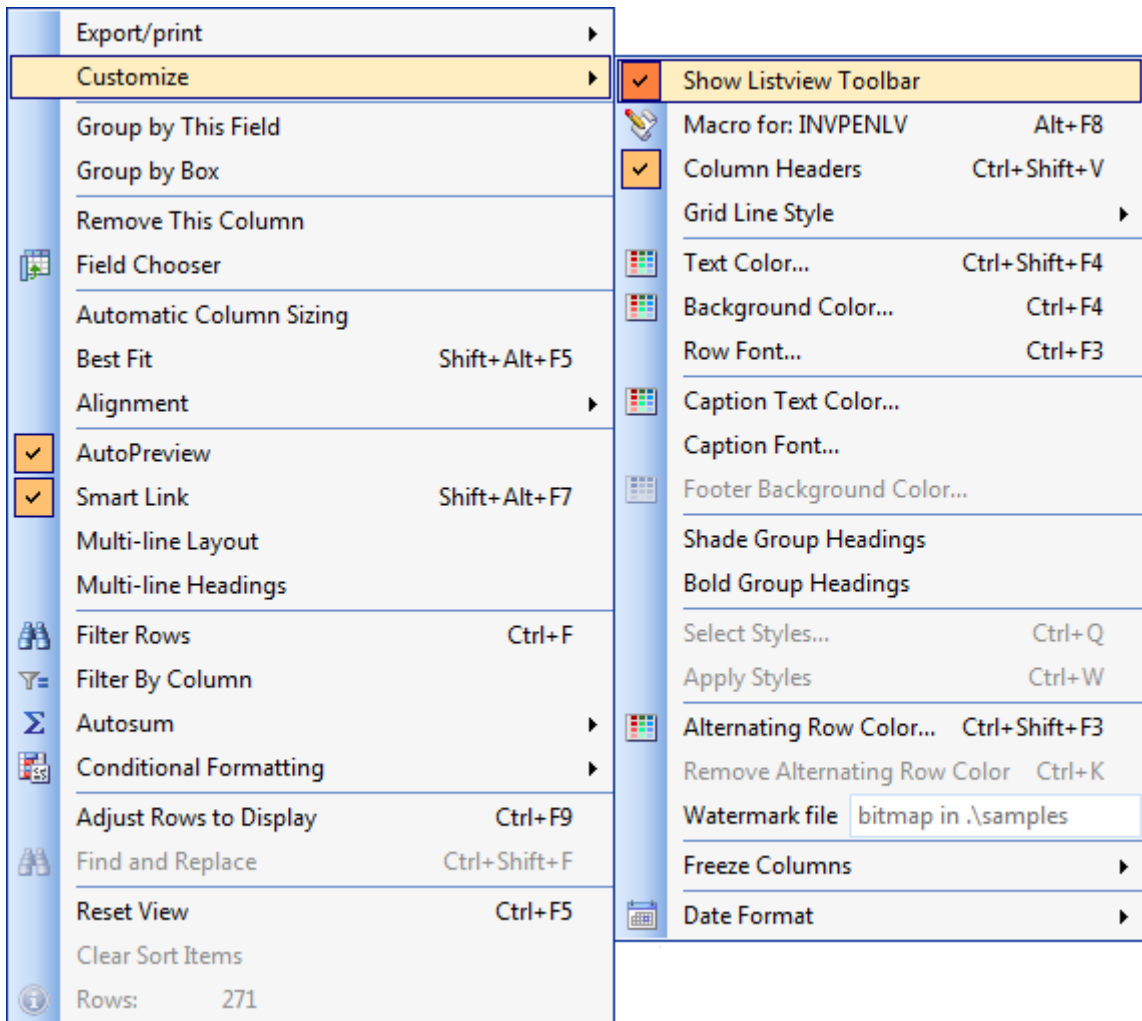 Export/print
Customize
Group by This Field
Group by Box
Remove This Column
Field Chooser
Automatic Column Sizing
Best Fit Shift+Alt+F5
Alignment
AutoPreview
Smart Link Shift+Alt+F7
Multi-line Layout
Multi-line Headings
Filter Rows Ctrl+F
Filter By Column
Autosum
Conditional Formatting
Adjust Rows to Display Ctrl+F9
Find and Replace Ctrl+Shift+F
Reset View Ctrl+F5
Clear Sort Items
Rows: 271
Show Listview Toolbar
Macro for: INVPENLV Alt+F8
Column Headers Ctrl+Shift+V
Grid Line Style
Text Color... Ctrl+Shift+F4
Background Color... Ctrl+F4
Row Font... Ctrl+F3
Caption Text Color...
Caption Font...
Footer Background Color...
Shade Group Headings
Bold Group Headings
Select Styles... Ctrl+Q
Apply Styles Ctrl+W
Alternating Row Color... Ctrl+Shift+F3
Remove Alternating Row Color Ctrl+K
Watermark file bitmap in .\samples
Freeze Columns
Date Format